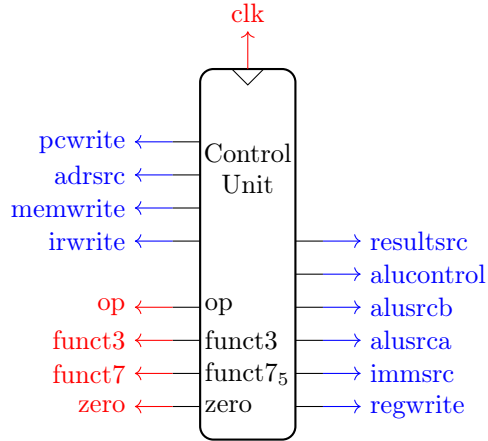 clk
Control
Unit
pcwrite
adrsrc
memwrite
irwrite
resultsrc
alucontrol
op op alusrcb
funct3 funct3 alusrca
funct7 funct7₅ immsrc
zero zero regwrite